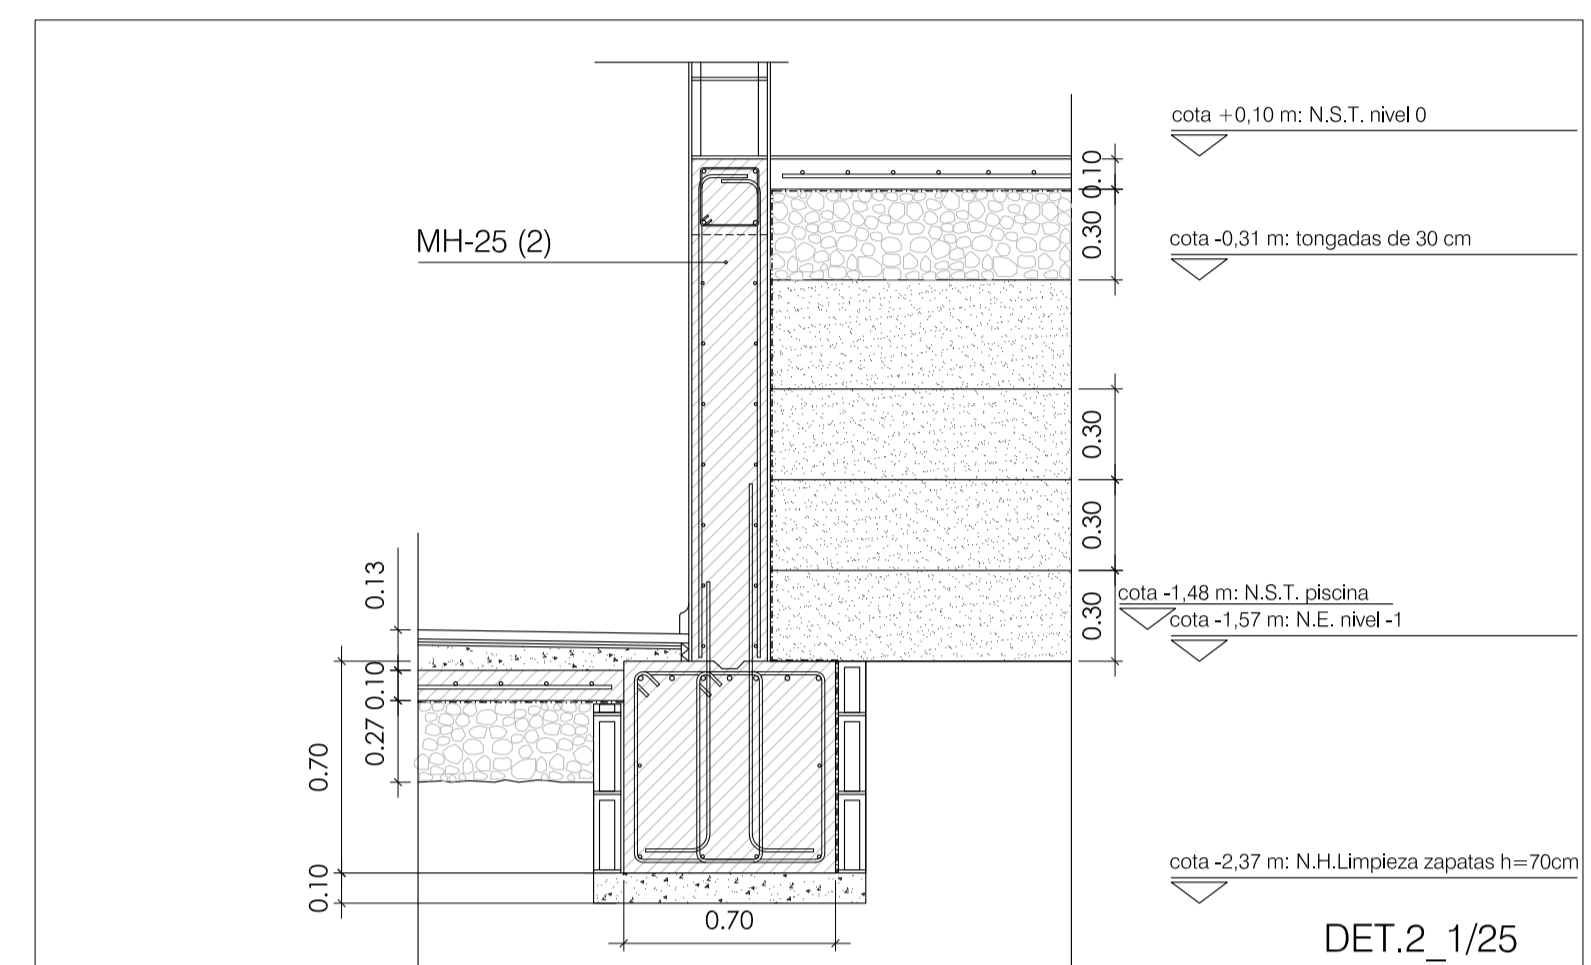 cota +0,10 m: N.S.T. nivel 0
0.10
0.30
MH-25 (2)
cota -0,31 m: tongadas de 30 cm
0.30
0.30
0.30
0.13
cota -1,48 m: N.S.T. piscina
cota -1,57 m: N.E. nivel -1
0.10
0.27
0.70
0.10
cota -2,37 m: N.H.Limpieza zapatas h=70cm
0.70
DET.2_1/25